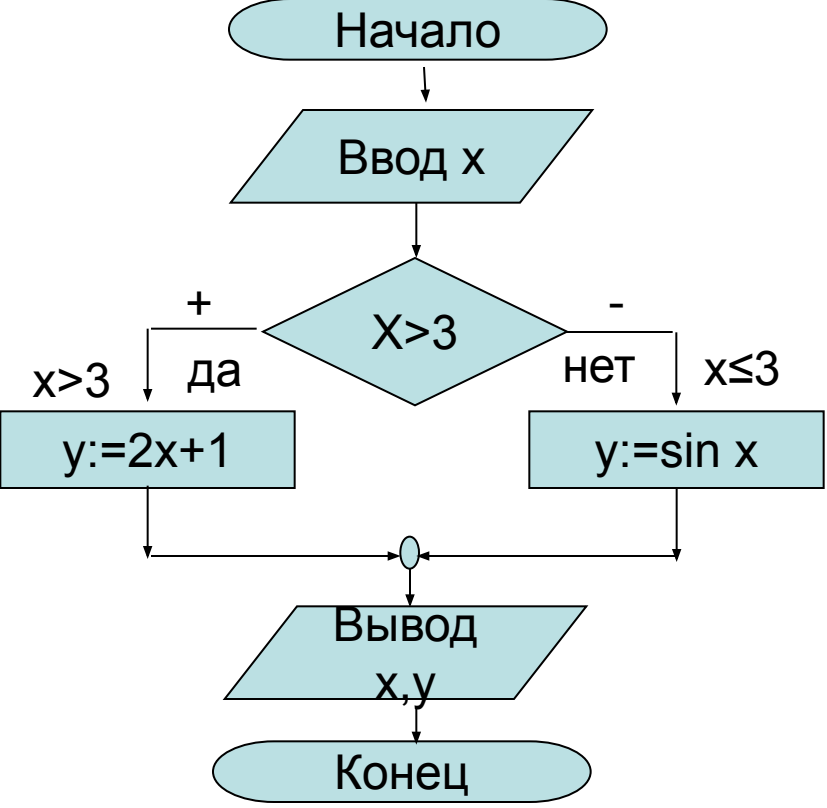 Начало
Ввод x
X>3
+
-
да
нет
x>3
x≤3
y:=2x+1
y:=sin x
Вывод
x,y
Конец